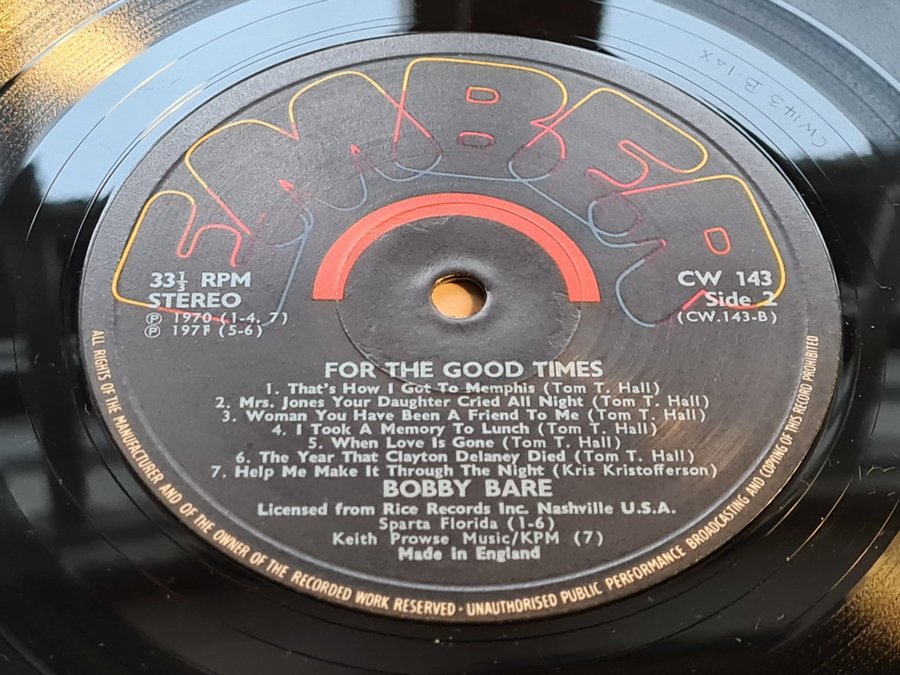 EMBER
33⅓ RPM
STEREO
Ⓟ 1970 (1-4, 7)
Ⓟ 197F (5-6)
CW 143
Side 2
(CW.143-B)
FOR THE GOOD TIMES
1. That's How I Got To Memphis (Tom T. Hall)
2. Mrs. Jones Your Daughter Cried All Night (Tom T. Hall)
3. Woman You Have Been A Friend To Me (Tom T. Hall)
4. I Took A Memory To Lunch (Tom T. Hall)
5. When Love Is Gone (Tom T. Hall)
6. The Year That Clayton Delaney Died (Tom T. Hall)
7. Help Me Make It Through The Night (Kris Kristofferson)
BOBBY BARE
Licensed from Rice Records Inc. Nashville U.S.A.
Sparta Florida (1-6)
Keith Prowse Music/KPM (7)
Made in England
ALL RIGHTS OF THE MANUFACTURER AND OF THE OWNER OF THE RECORDED WORK RESERVED · UNAUTHORISED PUBLIC PERFORMANCE BROADCASTING AND COPYING OF THIS RECORD PROHIBITED
CW143 B.1AX